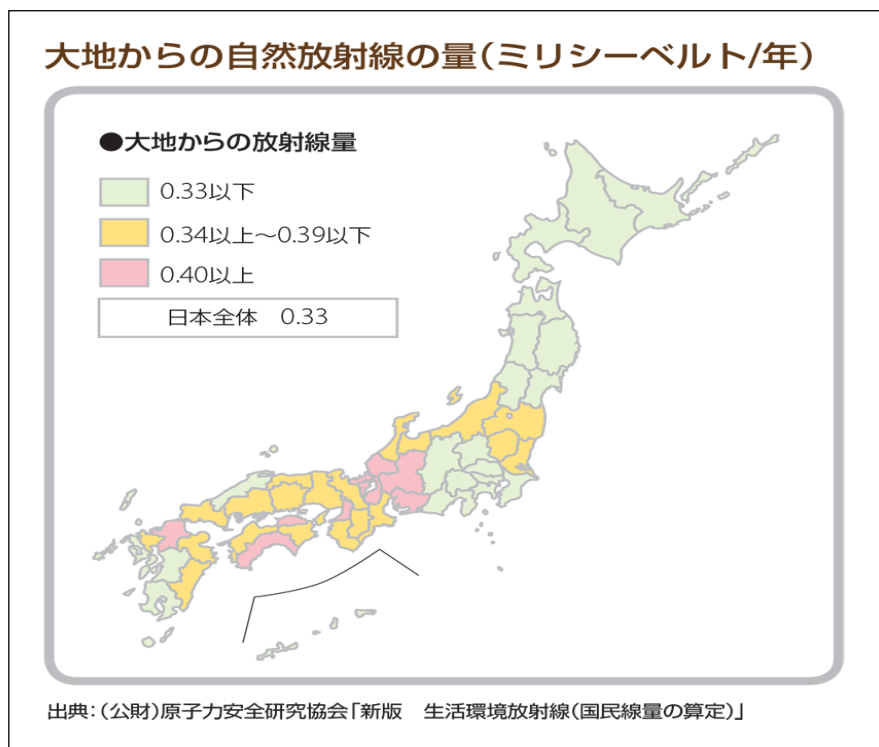 大地からの自然放射線の量(ミリシーベルト/年)
●大地からの放射線量
0.33以下
0.34以上～0.39以下
0.40以上
日本全体　0.33
出典：(公財)原子力安全研究協会「新版　生活環境放射線(国民線量の算定)」